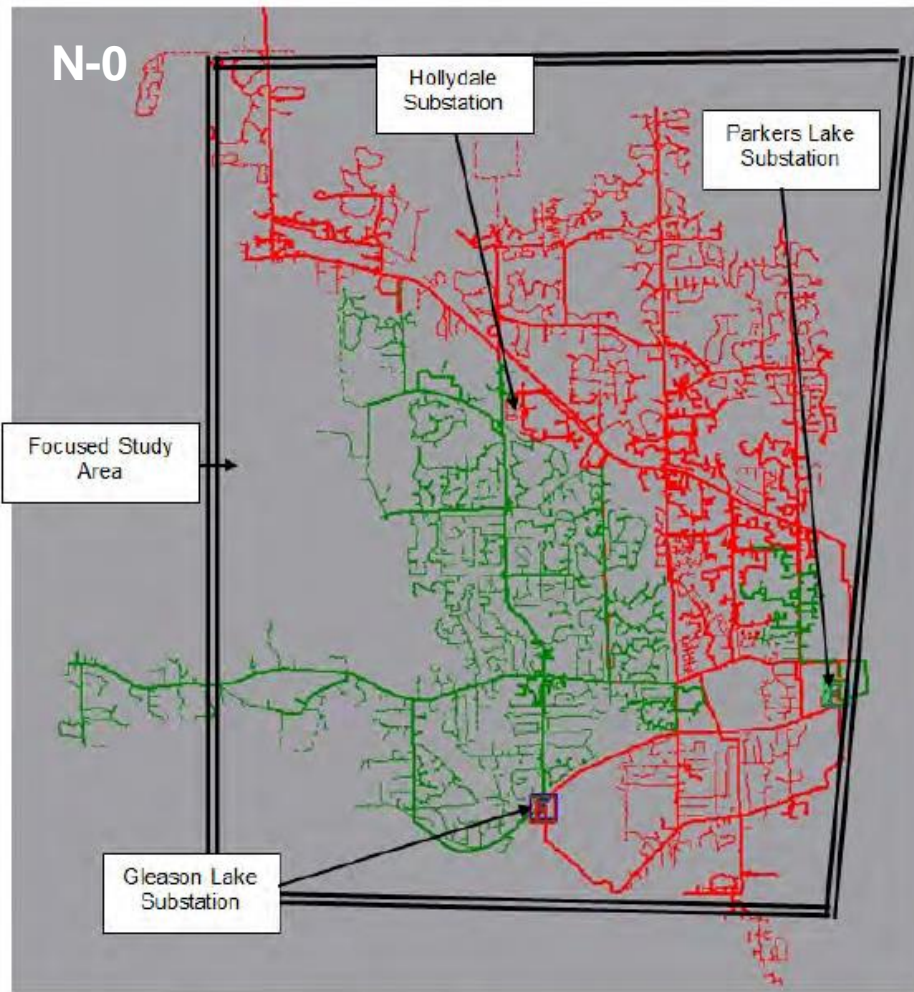 N-0
Hollydale
Substation
Parkers Lake
Substation
Focused Study
Area
Gleason Lake
Substation